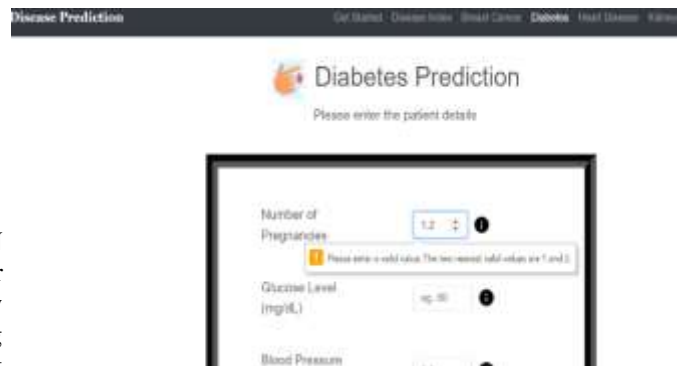 Disease Prediction
Get Started Disease Index Breast Cancer Diabetes Heart Disease Kidney
Diabetes Prediction
Please enter the patient details
Number of
Pregnancies
1.2
Please enter a valid value. The two nearest valid values are 1 and 2.
Glucose Level
(mg/dL)
eg. 80
Blood Pressure